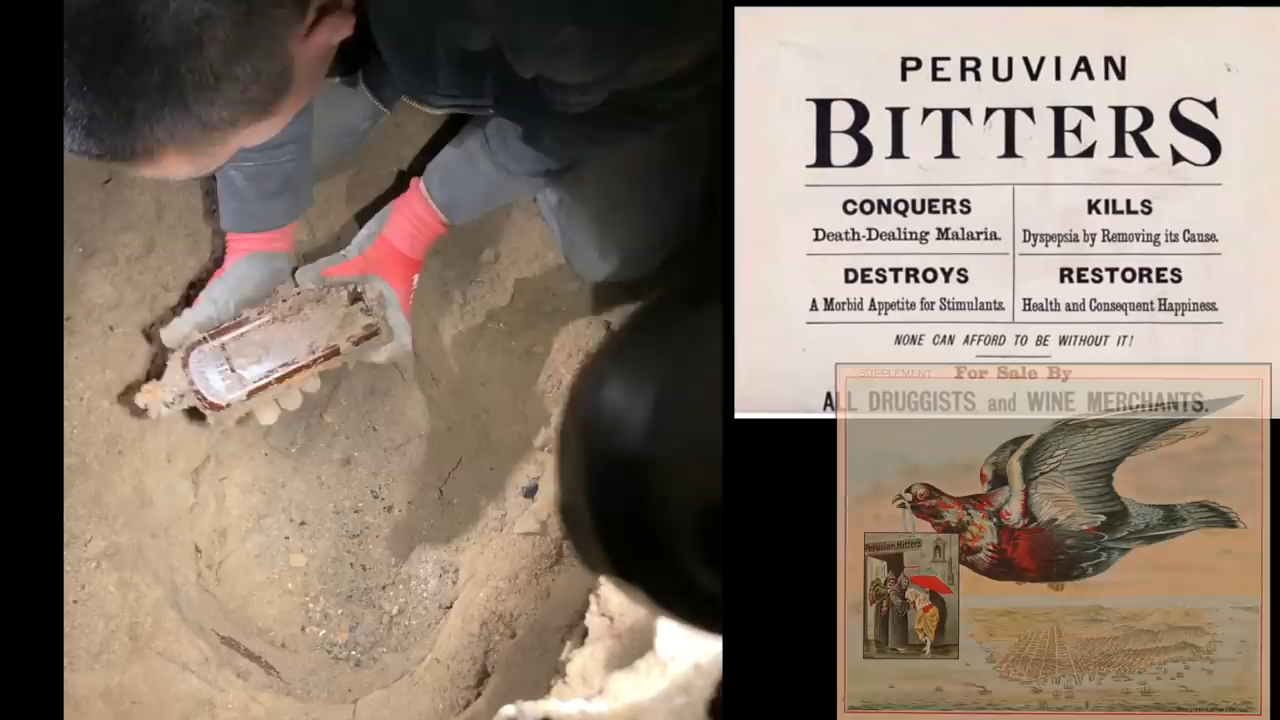 PERUVIAN
BITTERS
CONQUERS
Death-Dealing Malaria.
KILLS
Dyspepsia by Removing its Cause.
DESTROYS
A Morbid Appetite for Stimulants.
RESTORES
Health and Consequent Happiness.
NONE CAN AFFORD TO BE WITHOUT IT!
For Sale By
ALL DRUGGISTS and WINE MERCHANTS.
SUPPLEMENT
Peruvian Bitters